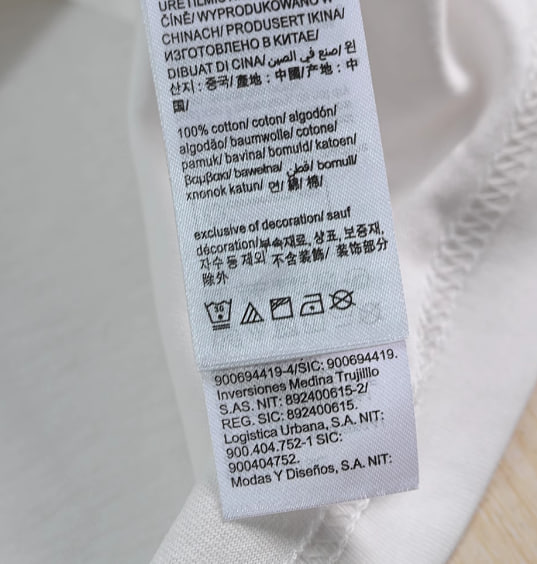 ČÍNĚ/ WYPRODUKOWANO W
CHINACH/ PRODUSERT IKINA/
ИЗГОТОВЛЕНО В КИТАЕ/
DIBUAT DI CINA/ صنع في الصين/ 원
산지 : 중국/ 產地 : 中國/ 产地 : 中
国/
100% cotton/ coton/ algodón/
algodão/ baumwolle/ cotone/
pamuk/ bavlna/ bomuld/ katoen/
βαμβακι/ bawełna/ قطن/ bomull/
хлопок katun/ 면/ 綿/ 棉/
exclusive of decoration/ sauf
décoration/부속재료, 상표, 보증재,
자수 등 제외 不含装飾/ 装饰部分
除外
30
900694419-4/SIC: 900694419.
Inversiones Medina Trujillo
S.AS. NIT: 892400615-2/
REG. SIC: 892400615.
Logistica Urbana, S.A. NIT:
900.404.752-1 SIC:
900404752.
Modas Y Diseños, S.A. NIT: